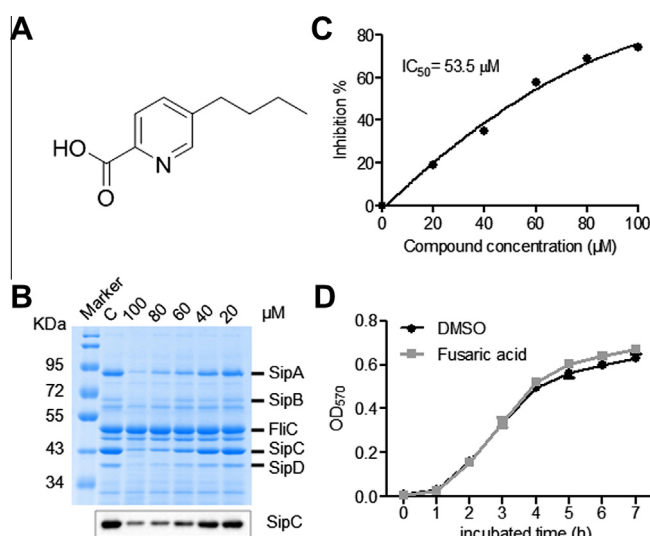 A
HO
O
N
C
80
60
40
20
0
Inhibition %
IC50= 53.5 µM
0 20 40 60 80 100
Compound concentration (µM)
B
Marker C 100 80 60 40 20 µM
KDa
95
72
55
43
34
SipA
SipB
FliC
SipC
SipD
SipC
D
0.8
0.6
0.4
0.2
0.0
OD570
DMSO
Fusaric acid
0 1 2 3 4 5 6 7
incubated time (h)